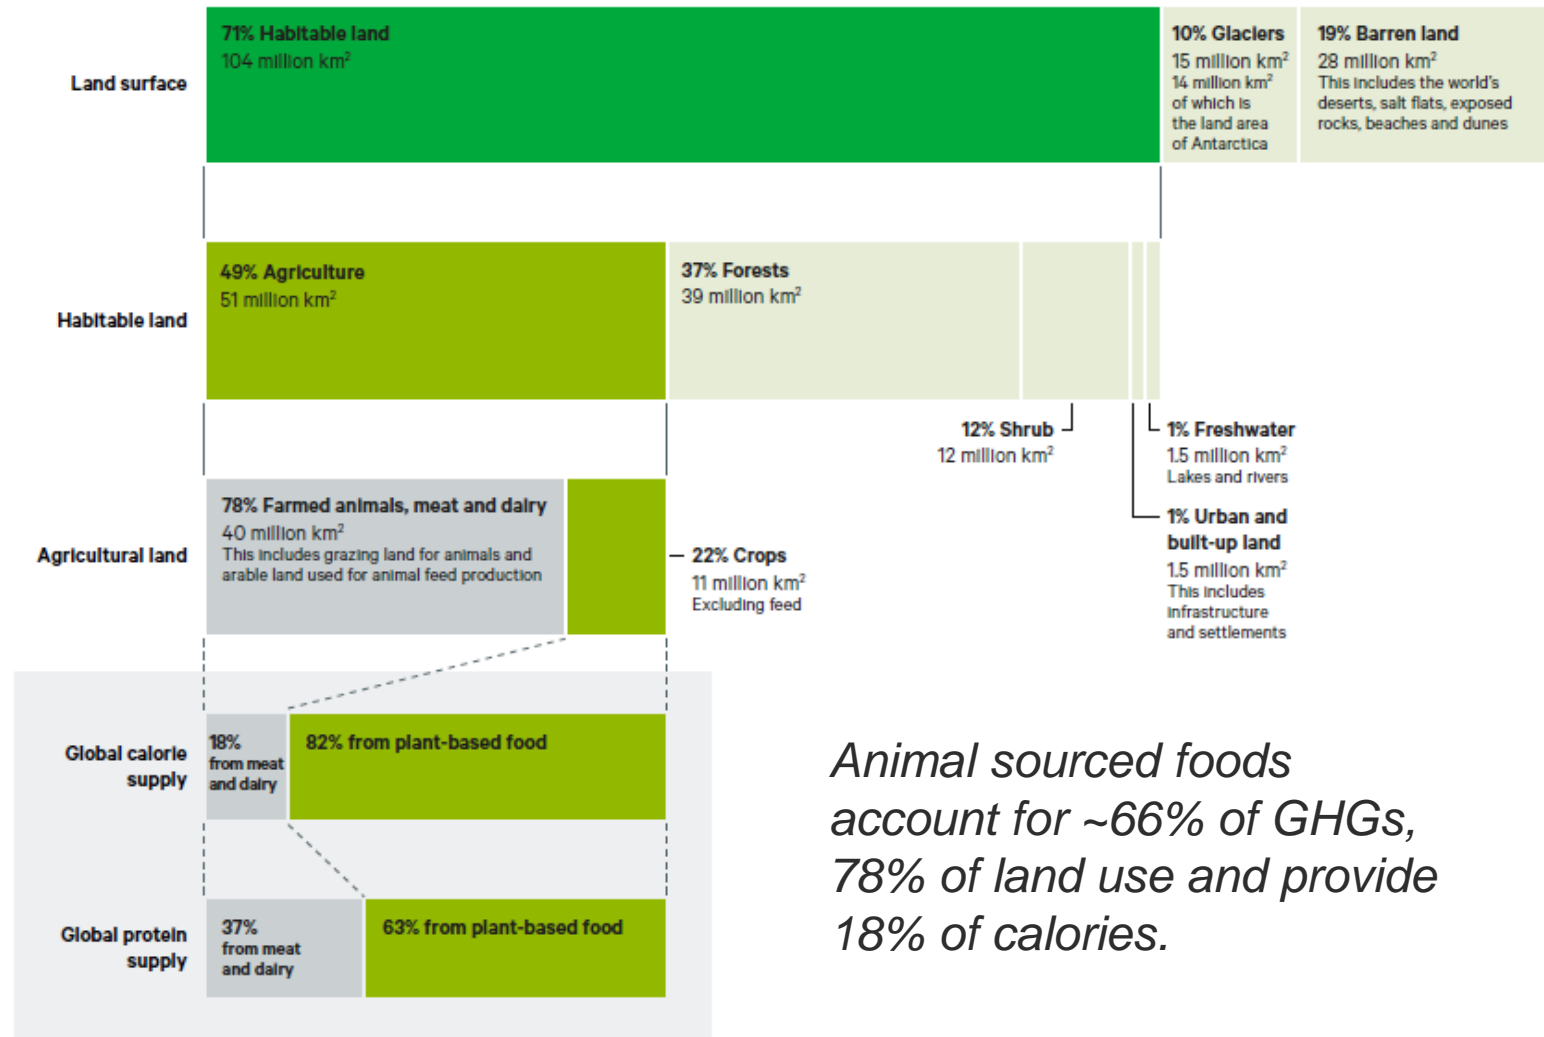 Land surface
71% Habitable land
104 million km²
10% Glaciers
15 million km²
14 million km²
of which is
the land area
of Antarctica
19% Barren land
28 million km²
This includes the world's
deserts, salt flats, exposed
rocks, beaches and dunes
Habitable land
49% Agriculture
51 million km²
37% Forests
39 million km²
12% Shrub
12 million km²
1% Freshwater
1.5 million km²
Lakes and rivers
1% Urban and
built-up land
1.5 million km²
This includes
infrastructure
and settlements
Agricultural land
78% Farmed animals, meat and dairy
40 million km²
This includes grazing land for animals and
arable land used for animal feed production
22% Crops
11 million km²
Excluding feed
Global calorie
supply
18%
from meat
and dairy
82% from plant-based food
Global protein
supply
37%
from meat
and dairy
63% from plant-based food
Animal sourced foods
account for ~66% of GHGs,
78% of land use and provide
18% of calories.